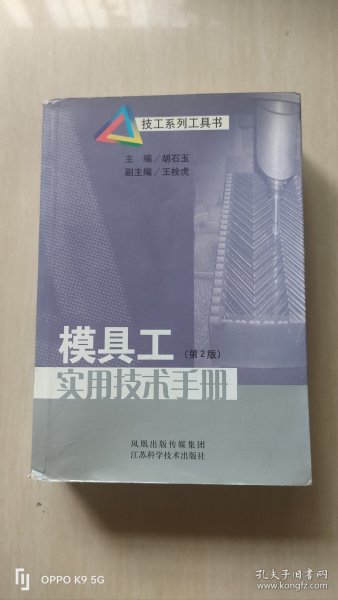 技工系列工具书
主 编/胡石玉
副主编/王栓虎
模具工
(第2版)
实用技术手册
凤凰出版传媒集团
江苏科学技术出版社
OPPO K9 5G
孔夫子旧书网
www.kongfz.com